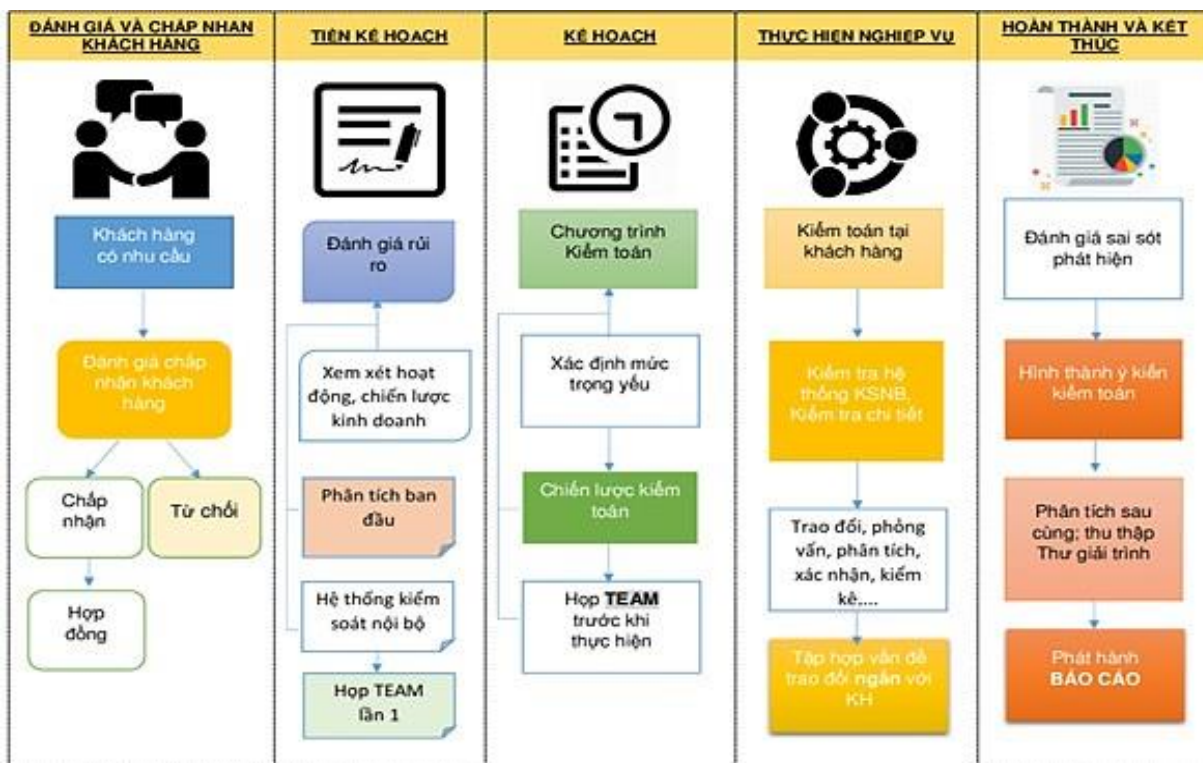 ĐÁNH GIÁ VÀ CHẤP NHẬN
KHÁCH HÀNG
TIỀN KẾ HOẠCH
KẾ HOẠCH
THỰC HIỆN NGHIỆP VỤ
HOÀN THÀNH VÀ KẾT
THÚC
Khách hàng
có nhu cầu
Đánh giá chấp
nhận khách
hàng
Chấp
nhận
Từ chối
Hợp
đồng
Đánh giá rủi
ro
Xem xét hoạt
động, chiến lược
kinh doanh
Phân tích ban
đầu
Hệ thống kiểm
soát nội bộ
Họp TEAM
lần 1
Chương trình
Kiểm toán
Xác định mức
trọng yếu
Chiến lược kiểm
toán
Họp TEAM
trước khi
thực hiện
Kiểm toán tại
khách hàng
Kiểm tra hệ
thống KSNB,
Kiểm tra chi tiết
Trao đổi, phỏng
vấn, phân tích,
xác nhận, kiểm
kê,...
Tập hợp vấn đề
trao đổi ngắn với
KH
Đánh giá sai sót
phát hiện
Hình thành ý kiến
kiểm toán
Phân tích sau
cùng; thu thập
Thư giải trình
Phát hành
BÁO CÁO